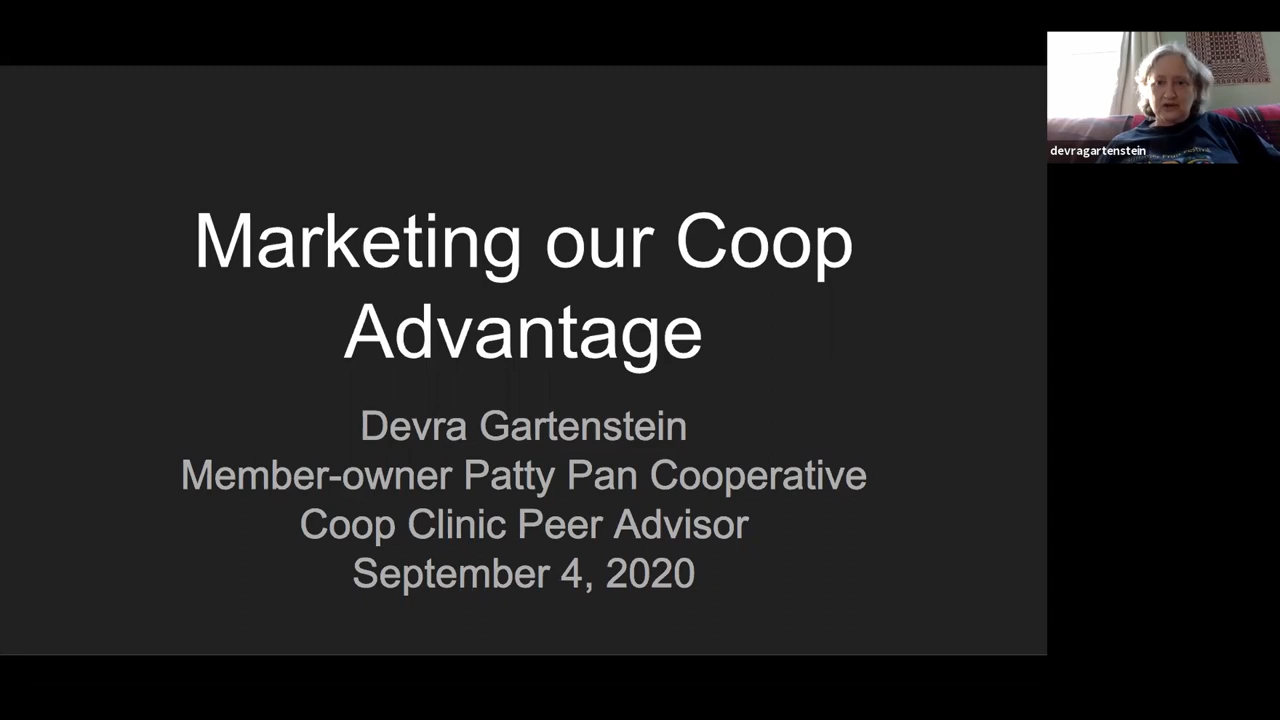 Marketing our Coop
Advantage
Devra Gartenstein
Member-owner Patty Pan Cooperative
Coop Clinic Peer Advisor
September 4, 2020
devragartenstein